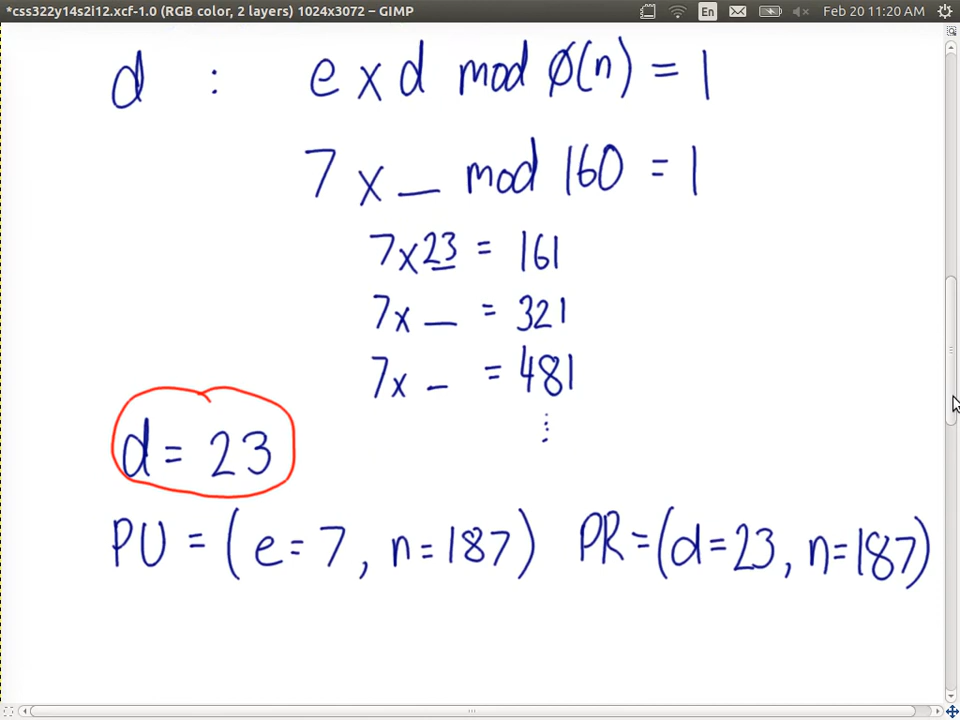 *css322y14s2i12.xcf-1.0 (RGB color, 2 layers) 1024x3072 – GIMP En Feb 20 11:20 AM
d : e x d mod Ø(n) = 1
7 x _ mod 160 = 1
7x23 = 161
7x _ = 321
7x _ = 481
⋮
d = 23
PU = (e=7, n=187) PR=(d=23, n=187)